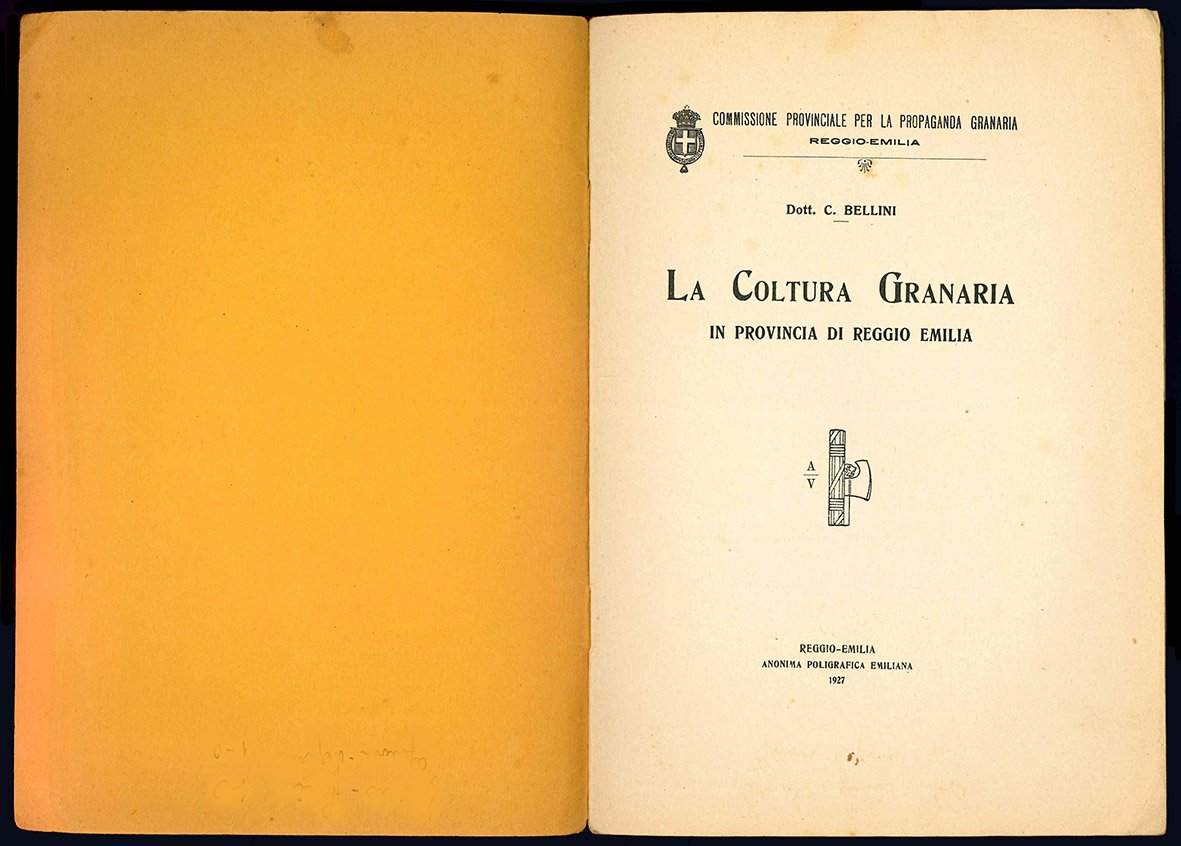 COMMISSIONE PROVINCIALE PER LA PROPAGANDA GRANARIA
REGGIO-EMILIA
Dott. C. BELLINI
LA COLTURA GRANARIA
IN PROVINCIA DI REGGIO EMILIA
A
V
REGGIO-EMILIA
ANONIMA POLIGRAFICA EMILIANA
1927